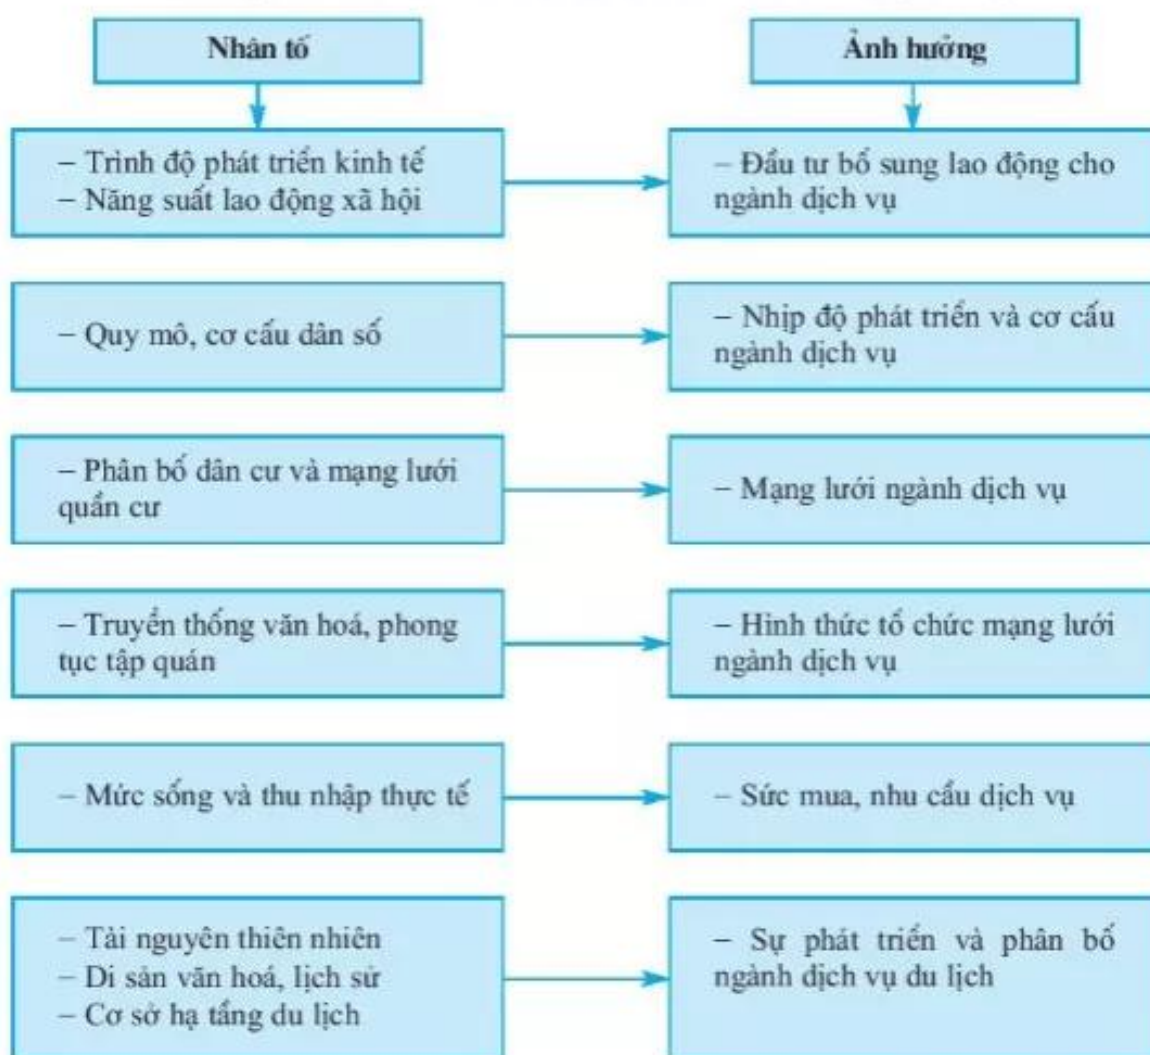 Nhân tố
Ảnh hưởng
– Trình độ phát triển kinh tế
– Năng suất lao động xã hội
– Đầu tư bổ sung lao động cho
ngành dịch vụ
– Quy mô, cơ cấu dân số
– Nhịp độ phát triển và cơ cấu
ngành dịch vụ
– Phân bố dân cư và mạng lưới
quần cư
– Mạng lưới ngành dịch vụ
– Truyền thống văn hoá, phong
tục tập quán
– Hình thức tổ chức mạng lưới
ngành dịch vụ
– Mức sống và thu nhập thực tế
– Sức mua, nhu cầu dịch vụ
– Tài nguyên thiên nhiên
– Di sản văn hoá, lịch sử
– Cơ sở hạ tầng du lịch
– Sự phát triển và phân bố
ngành dịch vụ du lịch